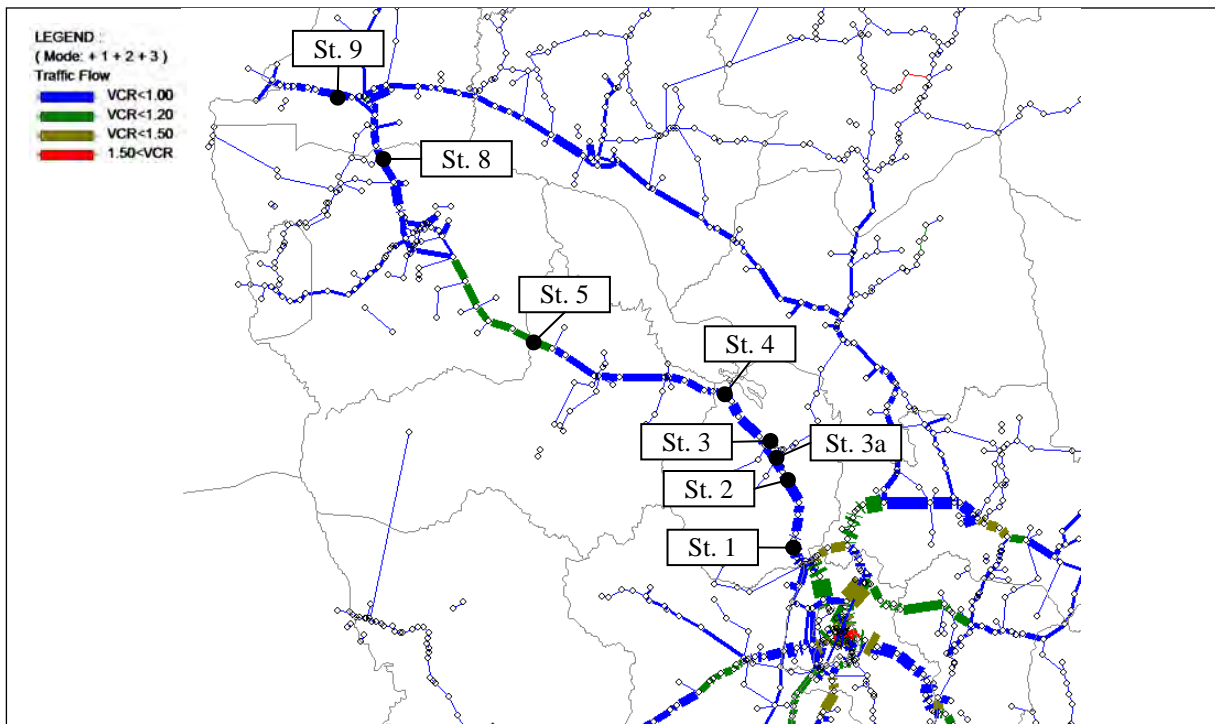 LEGEND :
( Mode: + 1 + 2 + 3 )
Traffic Flow
VCR<1.00
VCR<1.20
VCR<1.50
1.50<VCR
St. 9
St. 8
St. 5
St. 4
St. 3
St. 3a
St. 2
St. 1